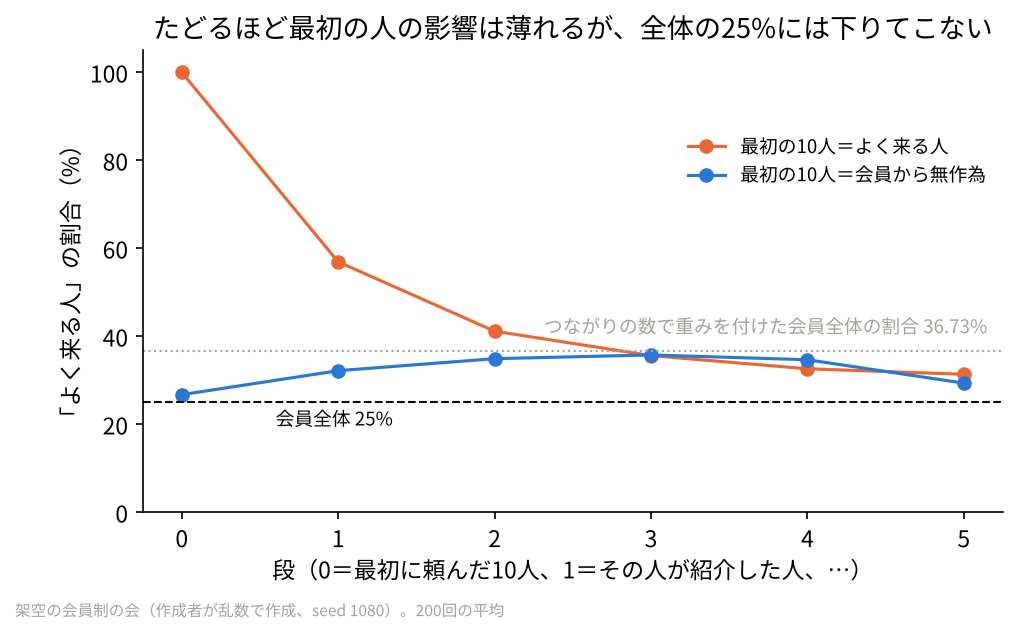 たどるほど最初の人の影響は薄れるが、全体の25%には下りてこない
「よく来る人」の割合（%）
100
80
60
40
20
0
最初の10人＝よく来る人
最初の10人＝会員から無作為
つながりの数で重みを付けた会員全体の割合 36.73%
会員全体 25%
0 1 2 3 4 5
段（0＝最初に頼んだ10人、1＝その人が紹介した人、…）
架空の会員制の会（作成者が乱数で作成、seed 1080）。200回の平均